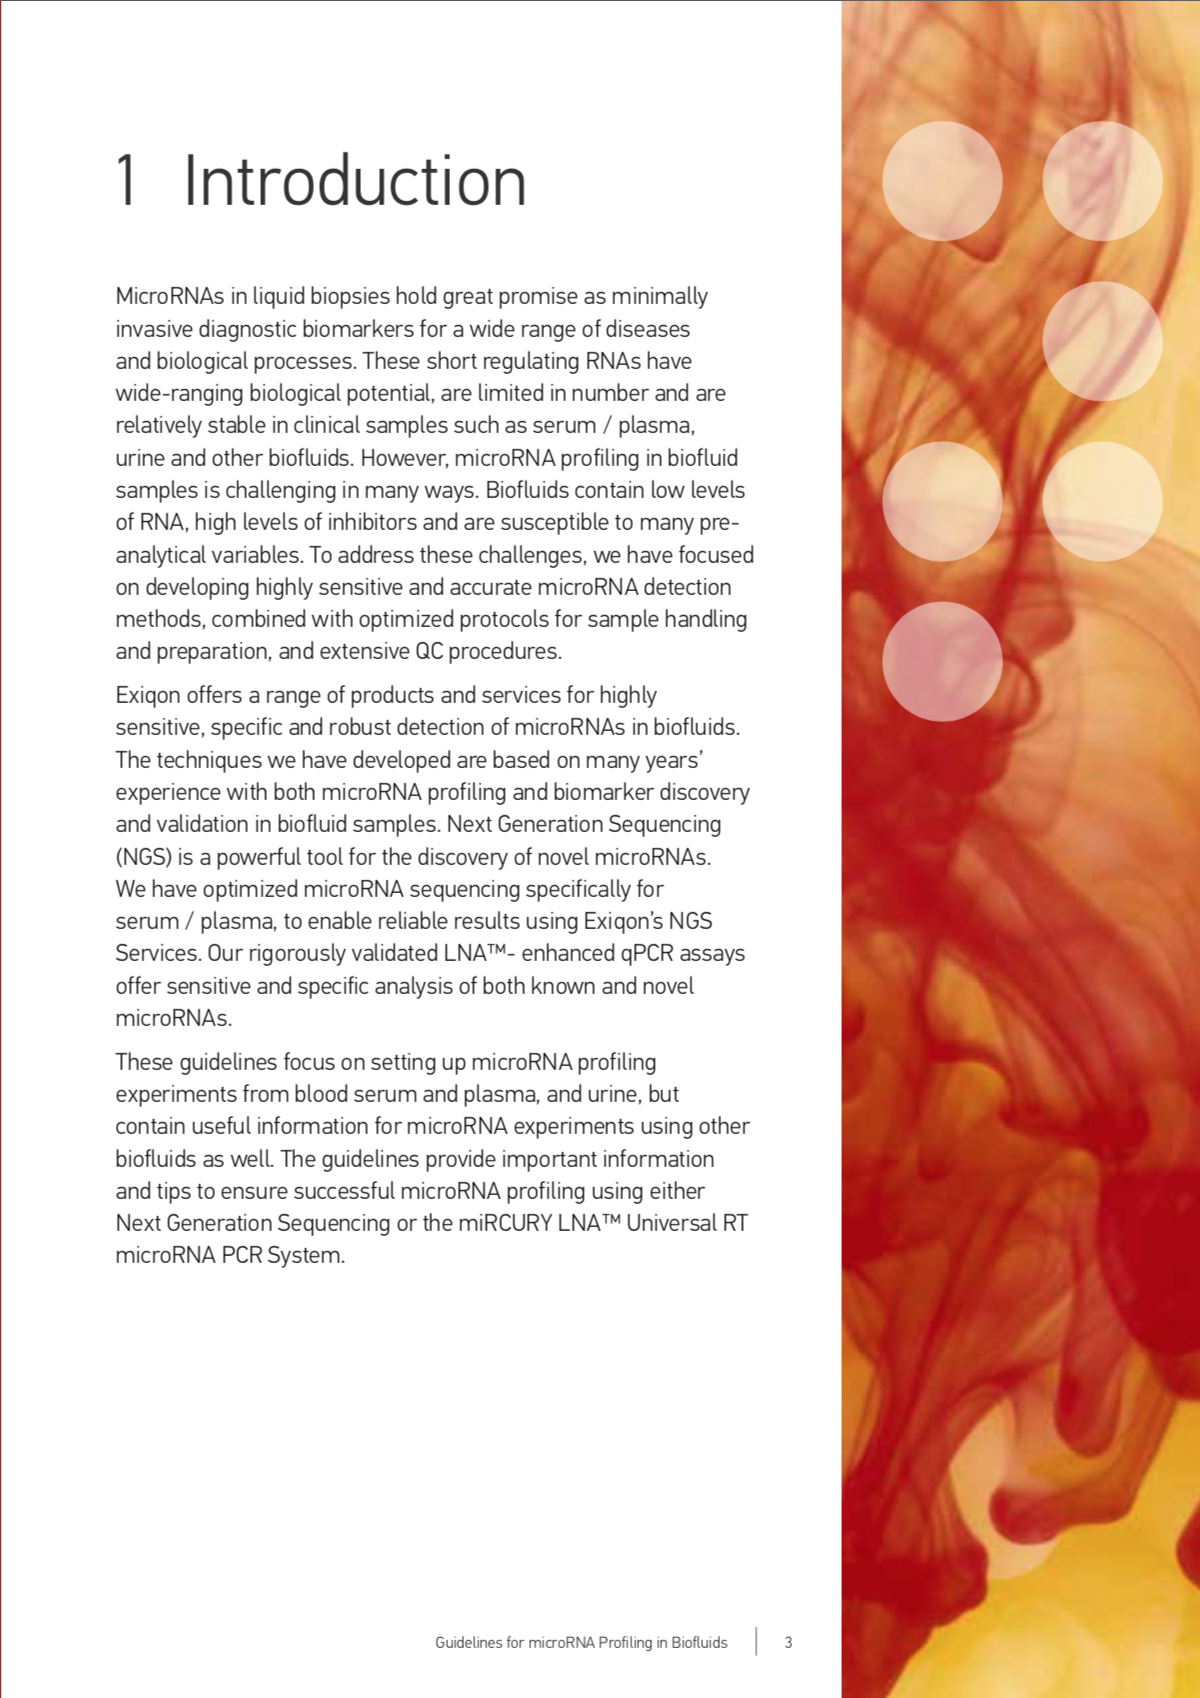 1 Introduction
MicroRNAs in liquid biopsies hold great promise as minimally
invasive diagnostic biomarkers for a wide range of diseases
and biological processes. These short regulating RNAs have
wide-ranging biological potential, are limited in number and are
relatively stable in clinical samples such as serum / plasma,
urine and other biofluids. However, microRNA profiling in biofluid
samples is challenging in many ways. Biofluids contain low levels
of RNA, high levels of inhibitors and are susceptible to many pre-
analytical variables. To address these challenges, we have focused
on developing highly sensitive and accurate microRNA detection
methods, combined with optimized protocols for sample handling
and preparation, and extensive QC procedures.
Exiqon offers a range of products and services for highly
sensitive, specific and robust detection of microRNAs in biofluids.
The techniques we have developed are based on many years’
experience with both microRNA profiling and biomarker discovery
and validation in biofluid samples. Next Generation Sequencing
(NGS) is a powerful tool for the discovery of novel microRNAs.
We have optimized microRNA sequencing specifically for
serum / plasma, to enable reliable results using Exiqon’s NGS
Services. Our rigorously validated LNA™- enhanced qPCR assays
offer sensitive and specific analysis of both known and novel
microRNAs.
These guidelines focus on setting up microRNA profiling
experiments from blood serum and plasma, and urine, but
contain useful information for microRNA experiments using other
biofluids as well. The guidelines provide important information
and tips to ensure successful microRNA profiling using either
Next Generation Sequencing or the miRCURY LNA™ Universal RT
microRNA PCR System.
Guidelines for microRNA Profiling in Biofluids | 3